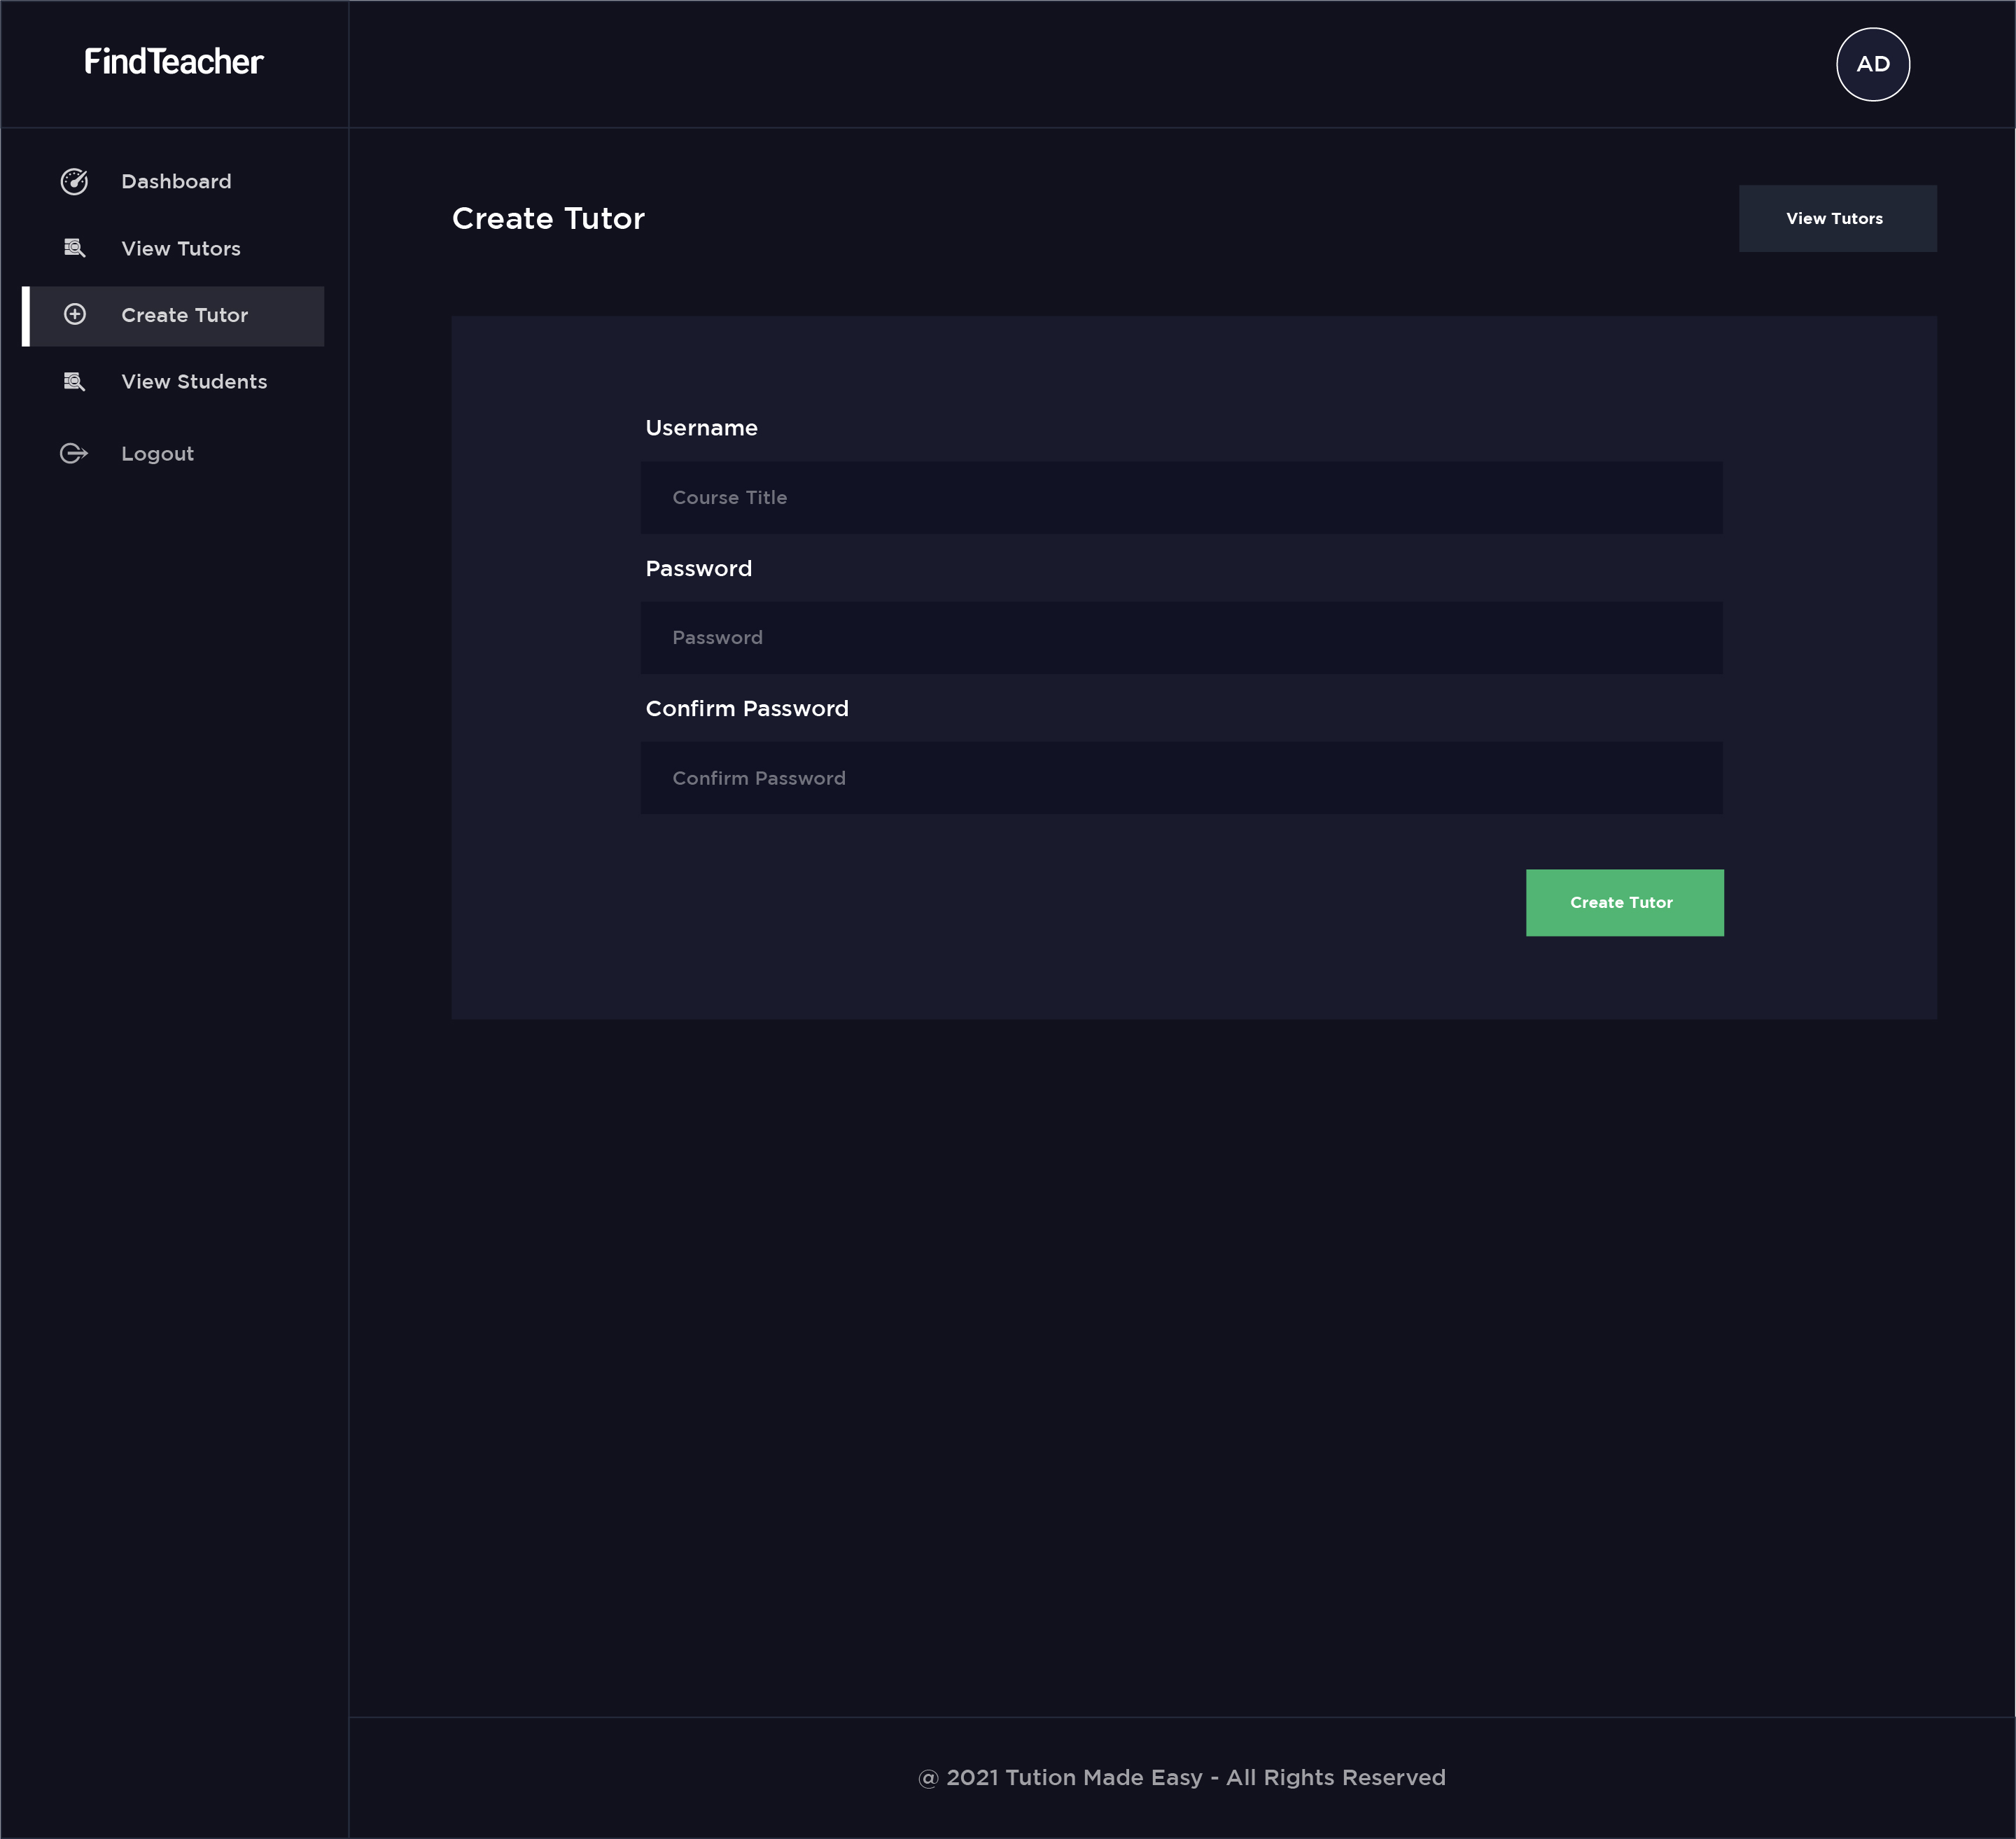 FindTeacher
AD
Dashboard
View Tutors
Create Tutor
View Students
Logout
Create Tutor
View Tutors
Username
Course Title
Password
Password
Confirm Password
Confirm Password
Create Tutor
@ 2021 Tution Made Easy - All Rights Reserved